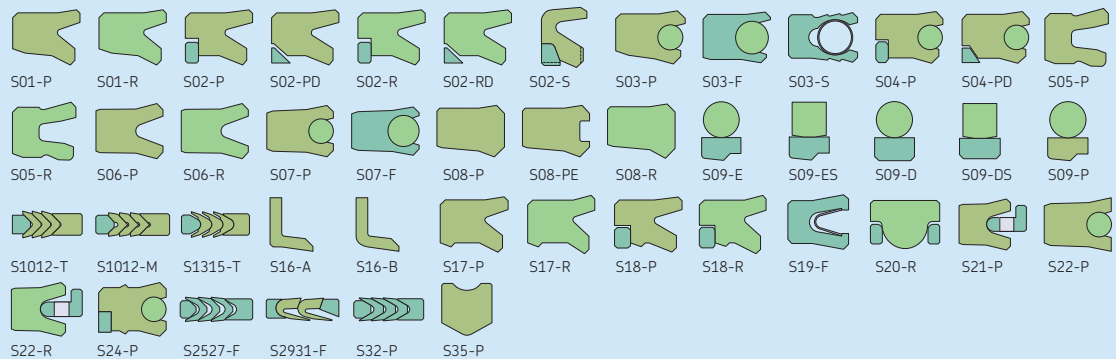 S01-P S01-R S02-P S02-PD S02-R S02-RD S02-S S03-P S03-F S03-S S04-P S04-PD S05-P
S05-R S06-P S06-R S07-P S07-F S08-P S08-PE S08-R S09-E S09-ES S09-D S09-DS S09-P
S1012-T S1012-M S1315-T S16-A S16-B S17-P S17-R S18-P S18-R S19-F S20-R S21-P S22-P
S22-R S24-P S2527-F S2931-F S32-P S35-P